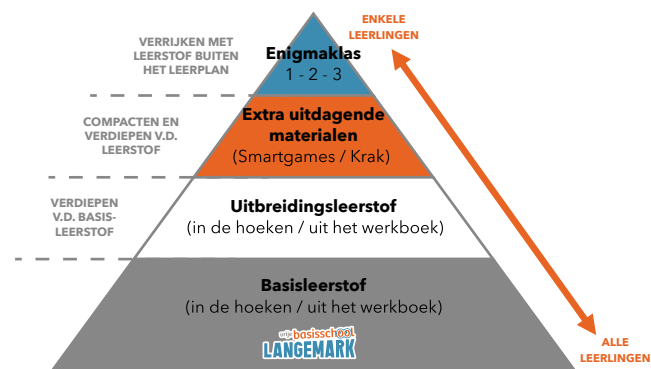 ENKELE
LEERLINGEN
VERRIJKEN MET
LEERSTOF BUITEN
HET LEERPLAN
Enigmaklas
1 - 2 - 3
COMPACTEN EN
VERDIEPEN V.D.
LEERSTOF
Extra uitdagende
materialen
(Smartgames / Krak)
VERDIEPEN
V.D. BASIS-
LEERSTOF
Uitbreidingsleerstof
(in de hoeken / uit het werkboek)
Basisleerstof
(in de hoeken / uit het werkboek)
basisschool
LANGEMARK
ALLE
LEERLINGEN